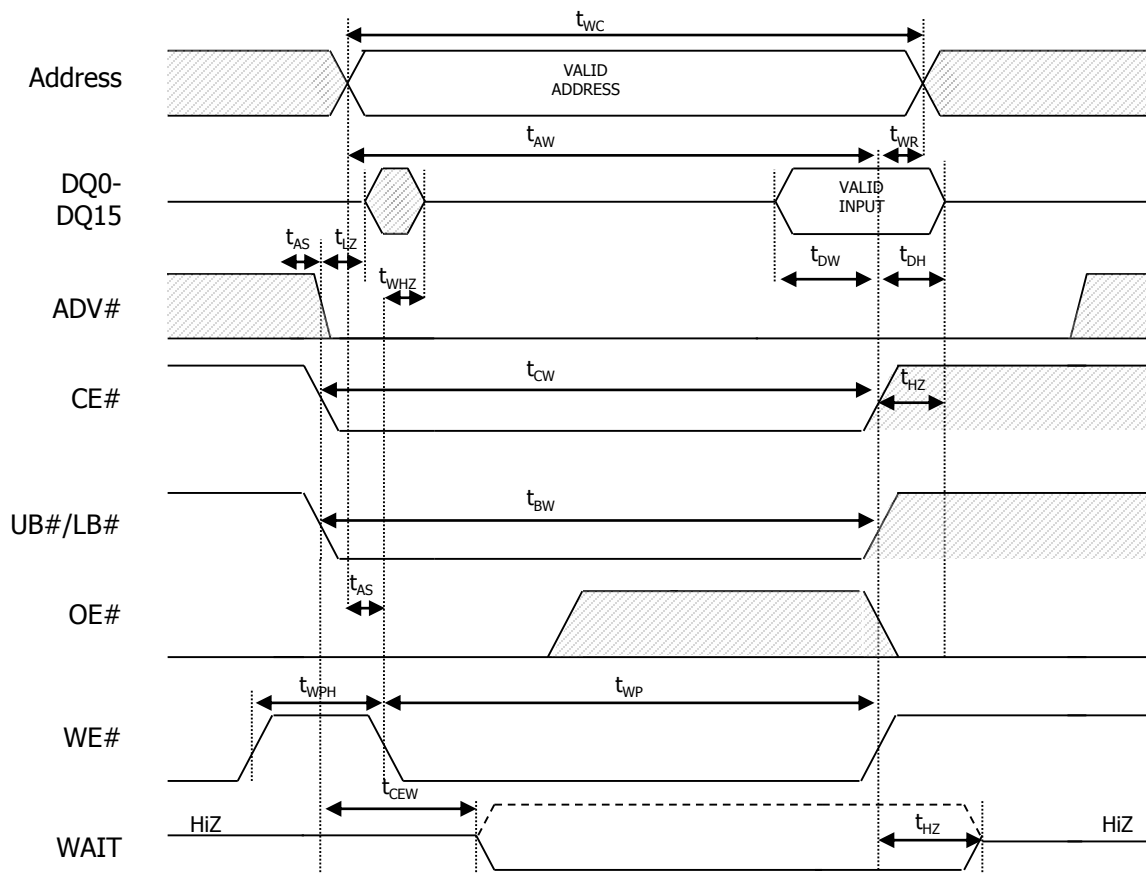 tWC
Address
VALID
ADDRESS
tAW
tWR
DQ0-
DQ15
VALID
INPUT
tAS
tLZ
tDW
tDH
tWHZ
ADV#
tCW
tHZ
CE#
tBW
UB#/LB#
tAS
OE#
tWPH
tWP
WE#
tCEW
HiZ
tHZ
HiZ
WAIT